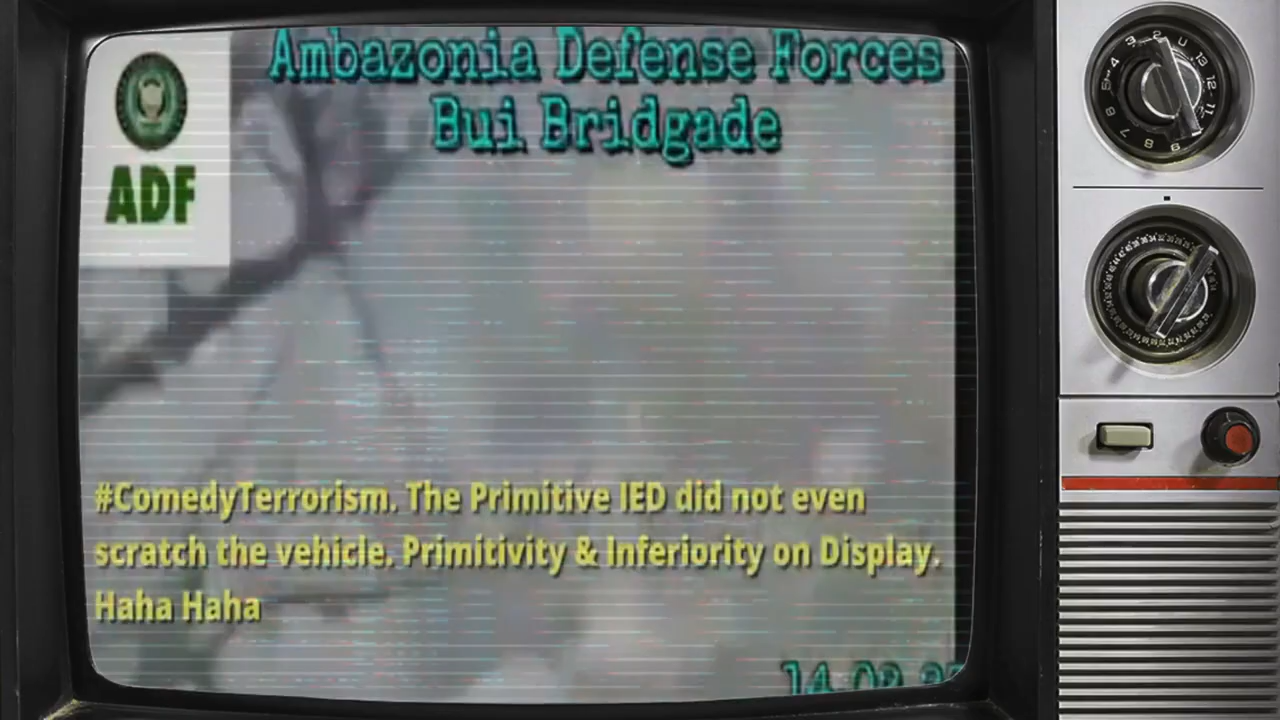 Ambazonia Defense Forces
Bui Bridgade
ADF
#ComedyTerrorism. The Primitive IED did not even
scratch the vehicle. Primitivity & Inferiority on Display.
Haha Haha